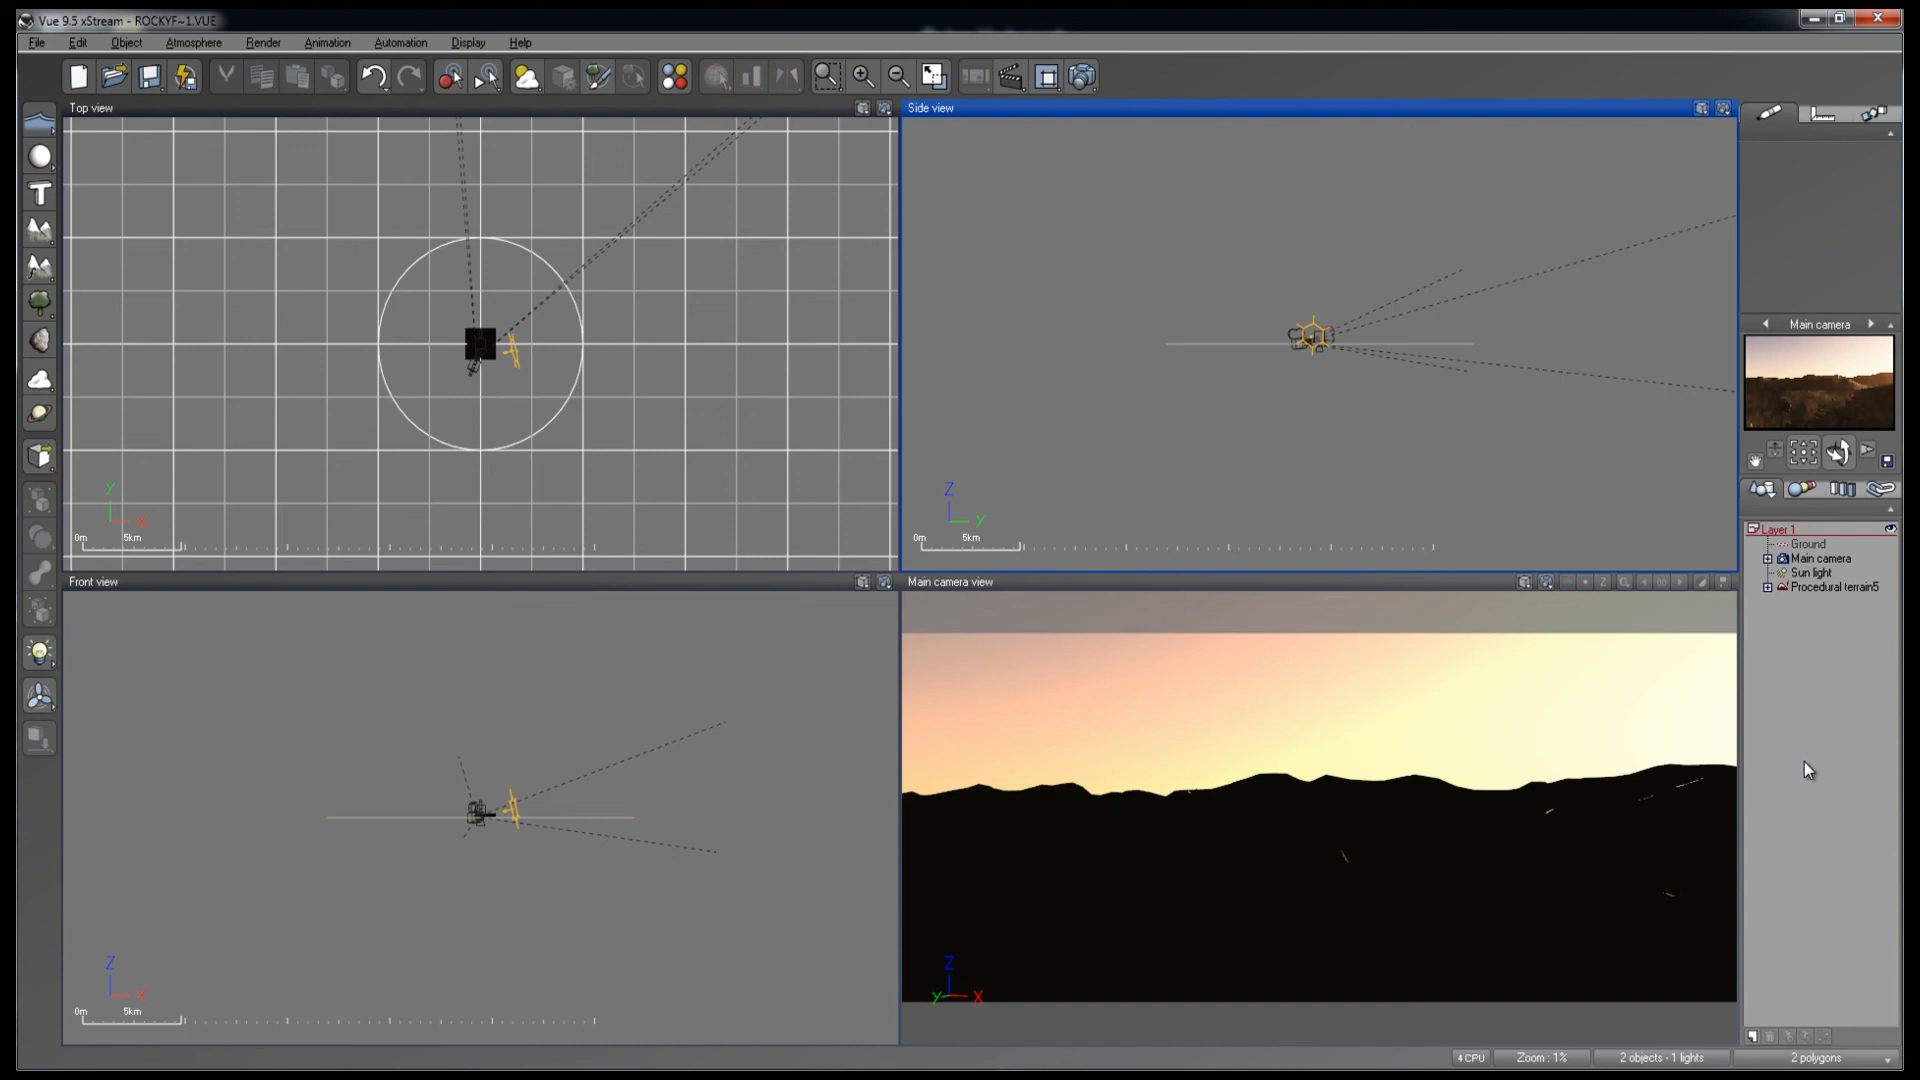 Vue 9.5 xStream - ROCKYF~1.VUE
File Edit Object Atmosphere Render Animation Automation Display Help
Top view
Side view
Y
X
0m 5km
Z
Y
0m 5km
Front view
Main camera view
Z
X
0m 5km
Z
Y X
Main camera
Layer 1
Ground
Main camera
Sun light
Procedural terrain5
4 CPU Zoom : 1% 2 objects - 1 lights 2 polygons